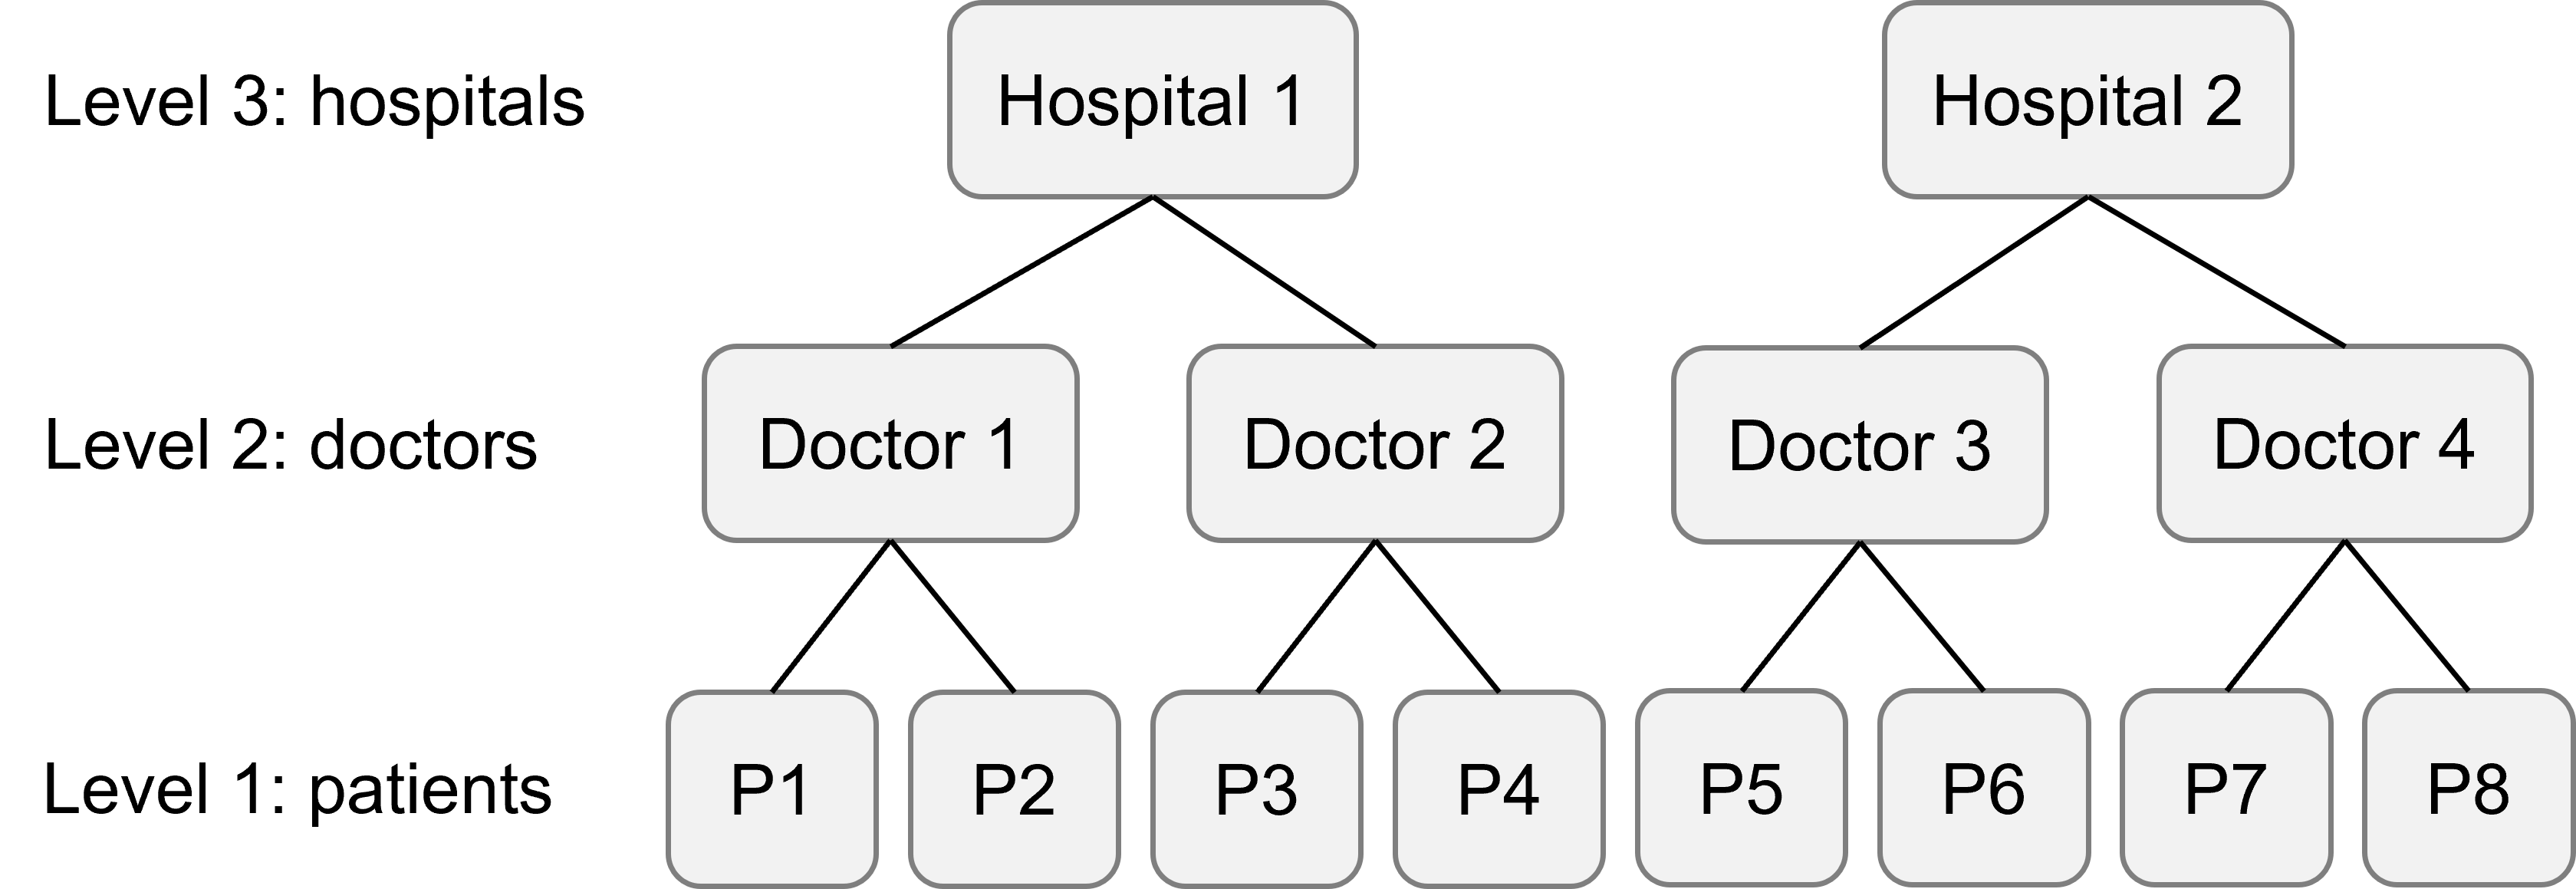 Level 3: hospitals
Hospital 1
Hospital 2
Level 2: doctors
Doctor 1
Doctor 2
Doctor 3
Doctor 4
Level 1: patients
P1
P2
P3
P4
P5
P6
P7
P8